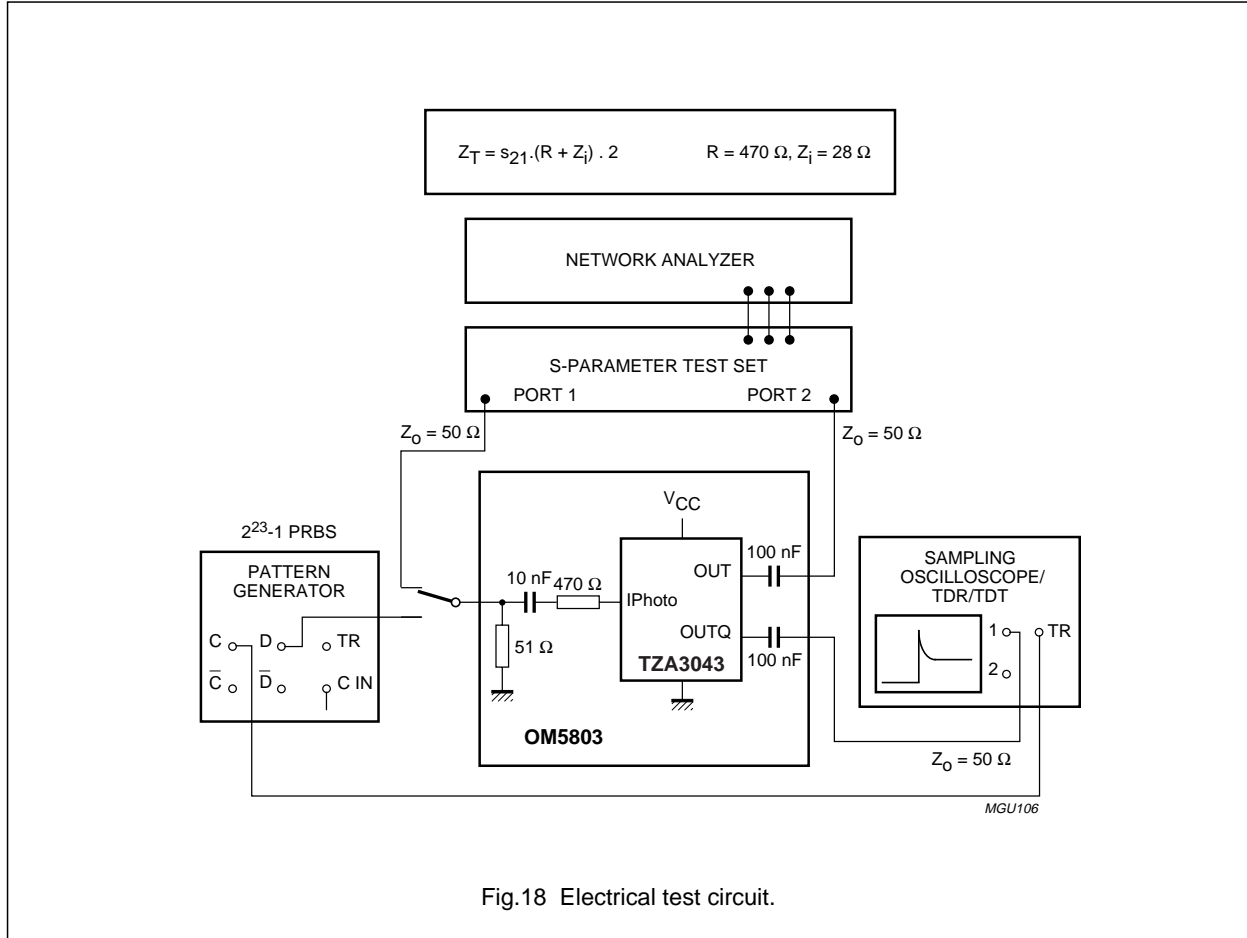 Z_T = s_21.(R + Z_i) . 2 R = 470 Ω, Z_i = 28 Ω
NETWORK ANALYZER
S-PARAMETER TEST SET
PORT 1 PORT 2
Z_o = 50 Ω Z_o = 50 Ω
V_CC
2^23-1 PRBS
PATTERN
GENERATOR
C D TR
C̅ D̅ C IN
10 nF 470 Ω
51 Ω
IPhoto
OUT
OUTQ
TZA3043
100 nF
100 nF
OM5803
SAMPLING
OSCILLOSCOPE/
TDR/TDT
1 TR
2
Z_o = 50 Ω
MGU106
Fig.18 Electrical test circuit.